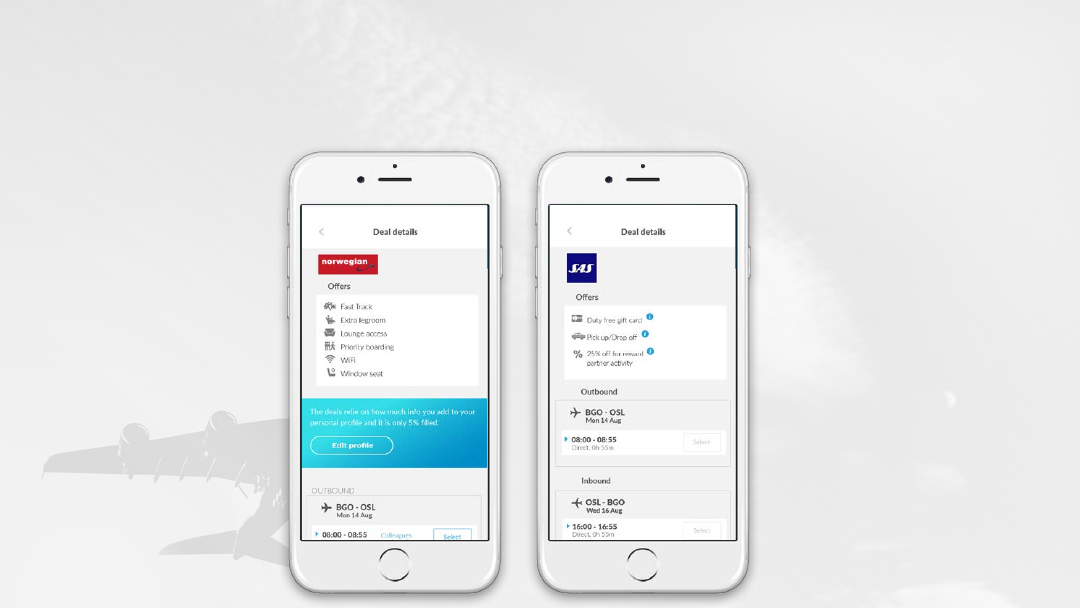 Deal details
norwegian
Offers
Fast Track
Extra legroom
Lounge access
Priority boarding
WiFi
Window seat
The deals relie on how much info you add to your
personal profile and it is only 5% filled.
Edit profile
OUTBOUND
BGO - OSL
Mon 14 Aug
08:00 - 08:55 Colleagues Select
Deal details
SAS
Offers
Duty free gift card
Pick up/Drop off
25% off for reward
partner activity
Outbound
BGO - OSL
Mon 14 Aug
08:00 - 08:55 Select
Direct, 0h 55m
Inbound
OSL - BGO
Wed 16 Aug
16:00 - 16:55 Select
Direct, 0h 55m